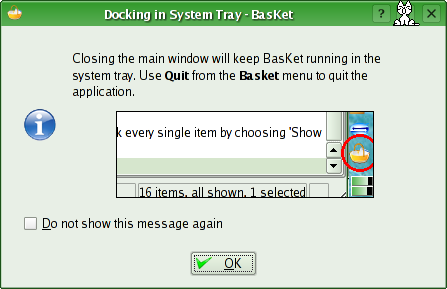 Docking in System Tray - BasKet
?
Closing the main window will keep BasKet running in the
system tray. Use Quit from the Basket menu to quit the
application.
k every single item by choosing 'Show
16 items, all shown, 1 selected
Do not show this message again
OK